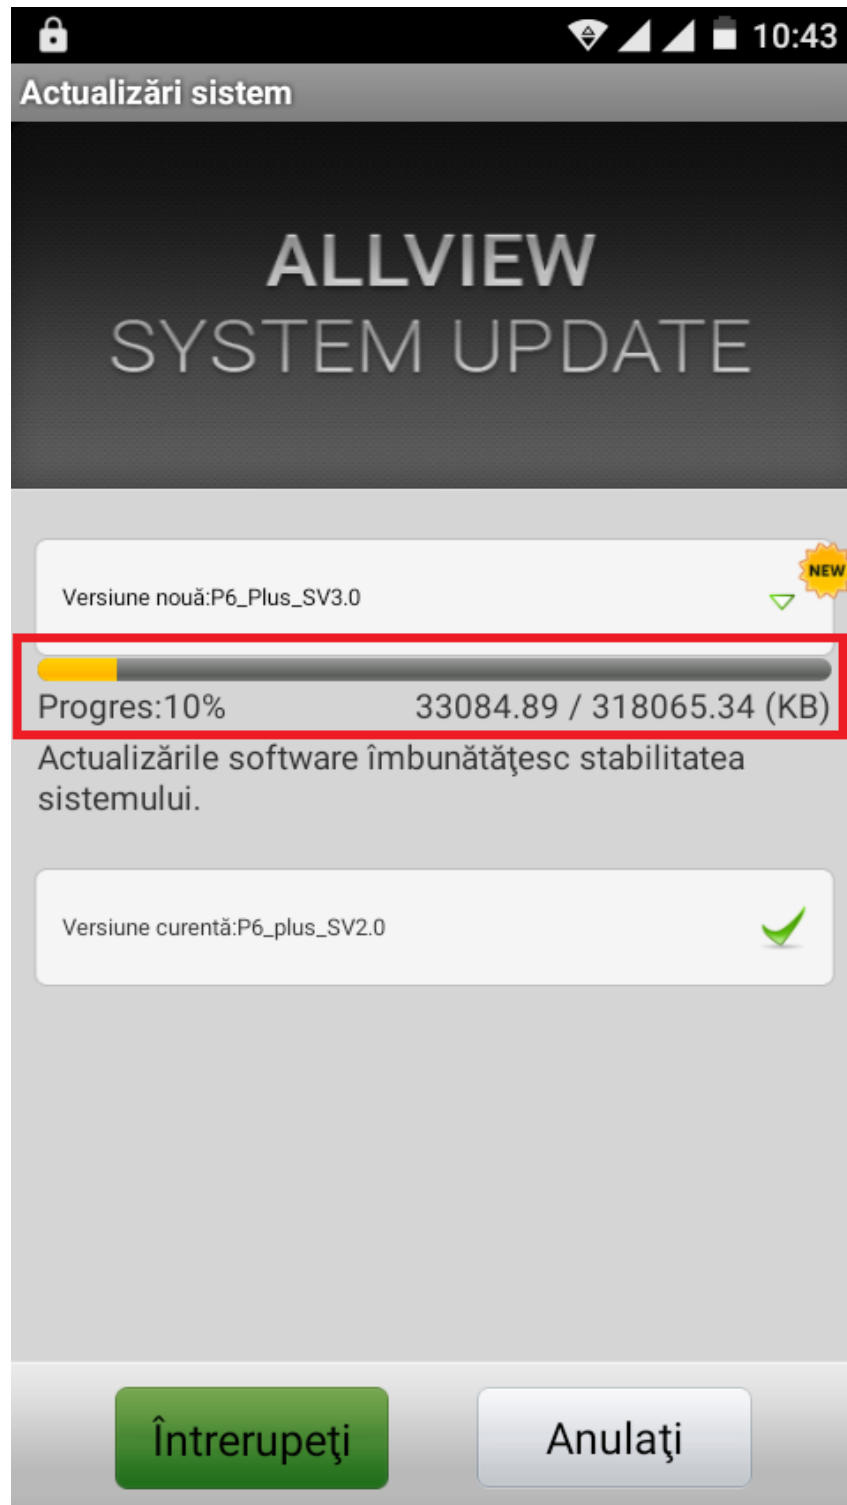 10:43
Actualizări sistem
ALLVIEW
SYSTEM UPDATE
NEW
Versiune nouă:P6_Plus_SV3.0
Progres:10% 33084.89 / 318065.34 (KB)
Actualizările software îmbunătăţesc stabilitatea
sistemului.
Versiune curentă:P6_plus_SV2.0
Întrerupeţi Anulaţi